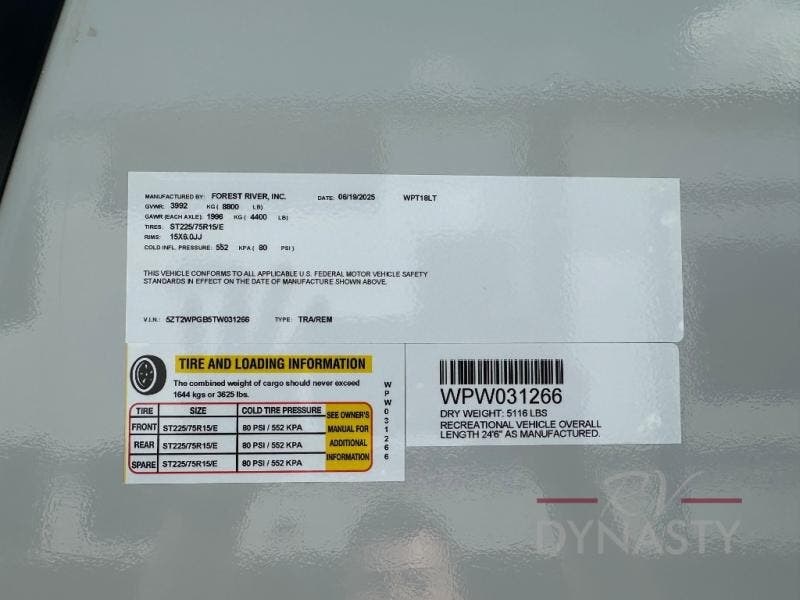 MANUFACTURED BY: FOREST RIVER, INC. DATE: 06/19/2025 WPT18LT
GVWR: 3992 KG ( 8800 LB)
GAWR (EACH AXLE): 1996 KG ( 4400 LB)
TIRES: ST225/75R15/E
RIMS: 15X6.0JJ
COLD INFL. PRESSURE: 552 KPA ( 80 PSI )
THIS VEHICLE CONFORMS TO ALL APPLICABLE U.S. FEDERAL MOTOR VEHICLE SAFETY
STANDARDS IN EFFECT ON THE DATE OF MANUFACTURE SHOWN ABOVE.
V.I.N.: 5ZT2WPGB5TW031266 TYPE: TRA/REM
TIRE AND LOADING INFORMATION
The combined weight of cargo should never exceed
1644 kgs or 3625 lbs.
TIRE SIZE COLD TIRE PRESSURE
FRONT ST225/75R15/E 80 PSI / 552 KPA
REAR ST225/75R15/E 80 PSI / 552 KPA
SPARE ST225/75R15/E 80 PSI / 552 KPA
SEE OWNER'S
MANUAL FOR
ADDITIONAL
INFORMATION
WPW031266
WPW031266
DRY WEIGHT: 5116 LBS
RECREATIONAL VEHICLE OVERALL
LENGTH 24'6" AS MANUFACTURED.
RV
DYNASTY